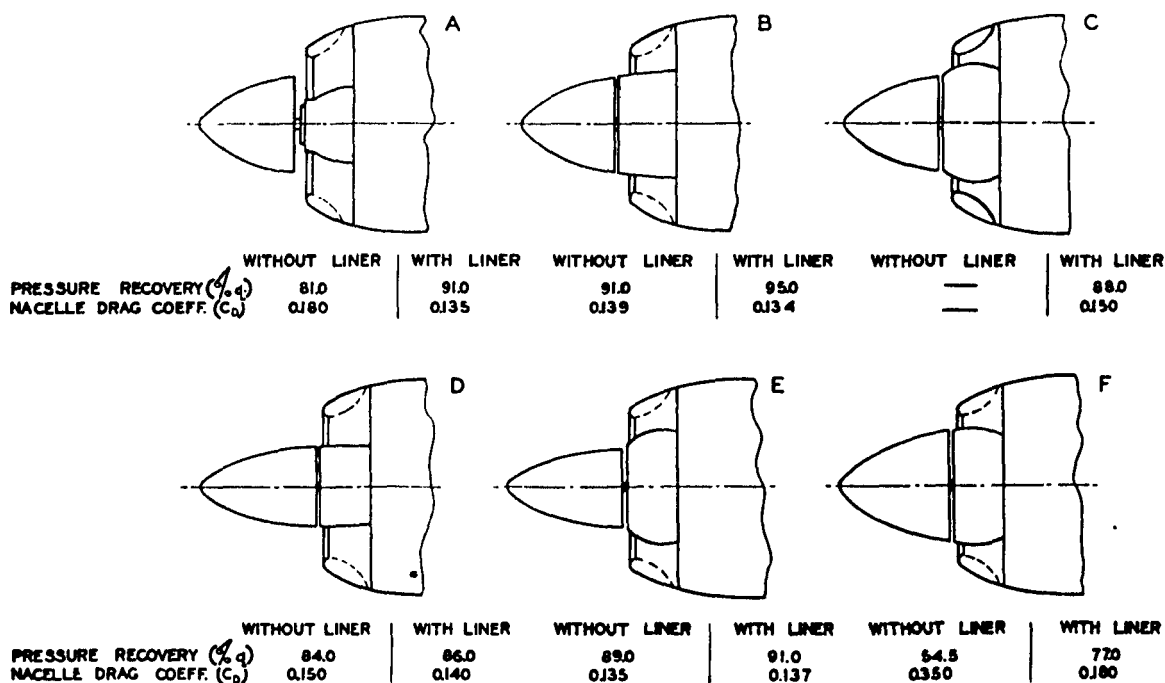 A B C
WITHOUT LINER WITH LINER WITHOUT LINER WITH LINER WITHOUT LINER WITH LINER
PRESSURE RECOVERY (% q) 81.0 91.0 91.0 95.0 — 88.0
NACELLE DRAG COEFF. (CD) 0.180 0.135 0.139 0.134 — 0.150
D E F
WITHOUT LINER WITH LINER WITHOUT LINER WITH LINER WITHOUT LINER WITH LINER
PRESSURE RECOVERY (% q) 84.0 86.0 89.0 91.0 54.5 77.0
NACELLE DRAG COEFF. (CD) 0.150 0.140 0.135 0.137 0.350 0.180